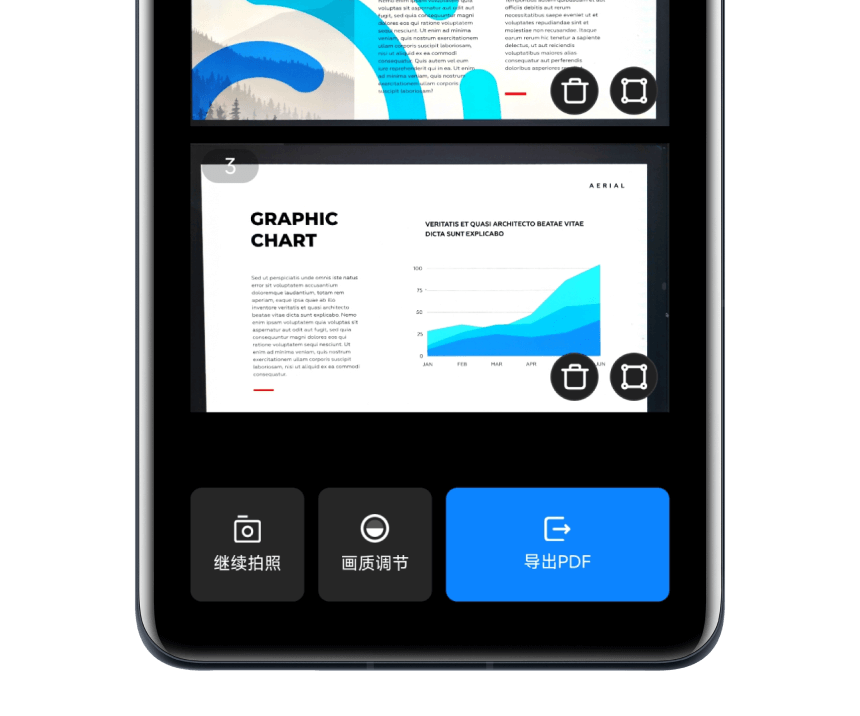 voluptas sit aspernatur aut odit aut
fugit, sed quia consequuntur magni
dolores eos qui ratione voluptatem
sequi nesciunt. Ut enim ad minima
veniam, quis nostrum exercitationem
ullam corporis suscipit laboriosam,
nisi ut aliquid ex ea commodi
consequatur. Quis autem vel eum
iure reprehenderit qui in ea. Ut enim
ad minima veniam, quis nostrum
exercitationem ullam corporis
suscipit laboriosam?
officiis debitis aut rerum
necessitatibus saepe eveniet ut et
voluptates repudiandae sint et
molestiae non recusandae. Itaque
earum rerum hic tenetur a sapiente
delectus, ut aut reiciendis
voluptatibus maiores alias
consequatur aut perferendis
doloribus asperiores
3
AERIAL
GRAPHIC
CHART
Sed ut perspiciatis unde omnis iste natus
error sit voluptatem accusantium
doloremque laudantium, totam rem
aperiam, eaque ipsa quae ab illo
inventore veritatis et quasi architecto
beatae vitae dicta sunt explicabo. Nemo
enim ipsam voluptatem quia voluptas sit
aspernatur aut odit aut fugit, sed quia
consequuntur magni dolores eos qui
ratione voluptatem sequi nesciunt. Ut
enim ad minima veniam, quis nostrum
exercitationem ullam corporis suscipit
laboriosam, nisi ut aliquid ex ea commodi
consequatur.
VERITATIS ET QUASI ARCHITECTO BEATAE VITAE
DICTA SUNT EXPLICABO
100
75
50
25
0
JAN FEB MAR APR JUN
继续拍照
画质调节
导出PDF